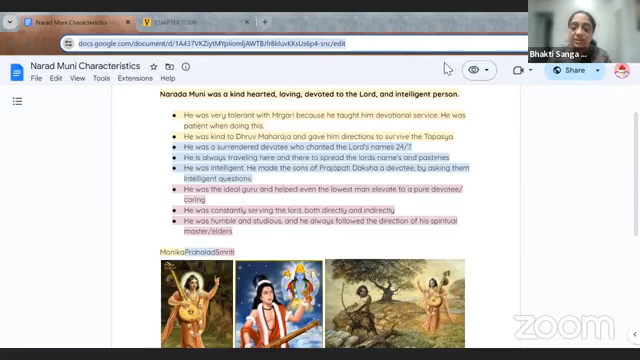 Narad Muni Characteristics - G
CHAPTER FOUR
docs.google.com/document/d/1A437VKZiytMYpIiomljAWTBJfr8kIuvKKsUs6p4-snc/edit
Bhakti Sanga
Narad Muni Characteristics
File Edit View Tools Extensions Help
Share
Narada Muni was a kind hearted, loving, devoted to the Lord, and intelligent person.
He was very tolerant with Mrgari because he taught him devotional service. He was
patient when doing this.
He was kind to Dhruv Maharaja and gave him directions to survive the Tapasya.
He was a surrendered devotee who chanted the Lord's names 24/7
He is always traveling here and there to spread the lords name's and pastimes
He was intelligent. He made the sons of Prajapati Daksha a devotee, by asking them
intelligent questions.
He was the ideal guru and helped even the lowest man elevate to a pure devotee/
caring
He was constantly serving the lord, both directly and indirectly
He was humble and studious, and he always followed the direction of his spiritual
master/elders
MonikaPrahaladSmriti
zoom